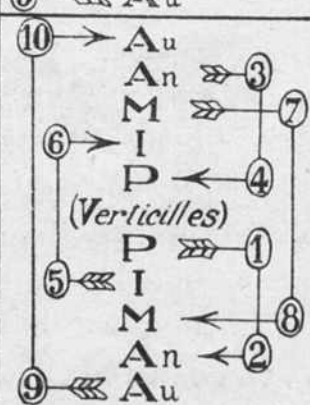 Au
10 Au
An 3
M 7
6 I
P 4
(Verticilles)
P 1
5 I
M 8
An 2
9 Au